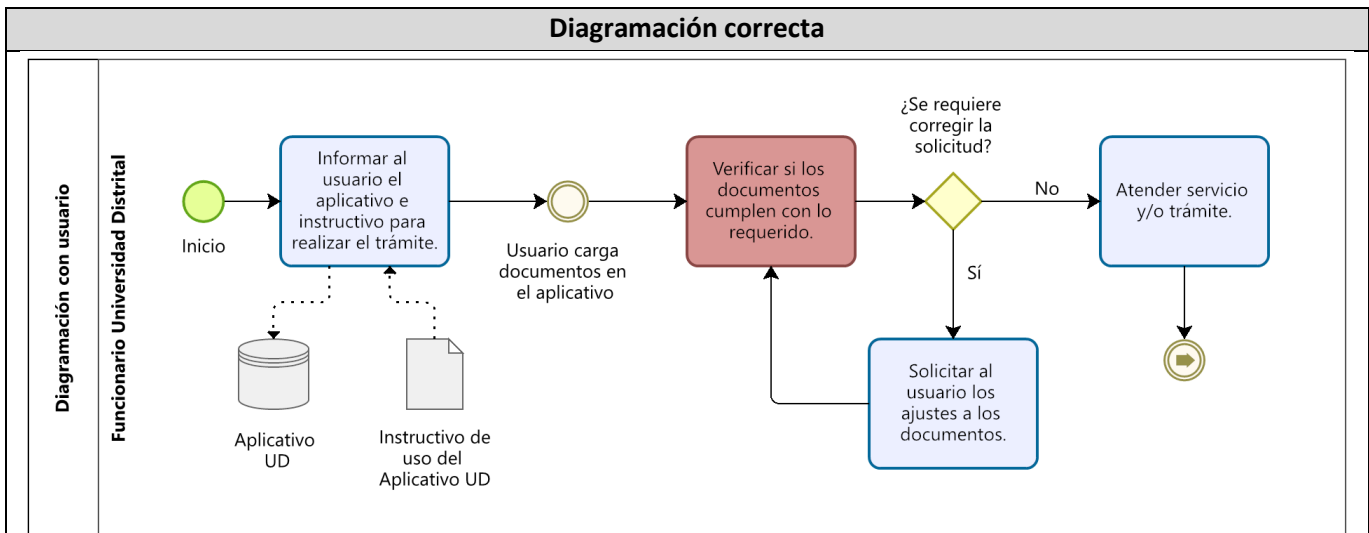 Diagramación correcta
Diagramación con usuario
Funcionario Universidad Distrital
Inicio
Informar al
usuario el
aplicativo e
instructivo para
realizar el trámite.
Aplicativo
UD
Instructivo de
uso del
Aplicativo UD
Usuario carga
documentos en
el aplicativo
Verificar si los
documentos
cumplen con lo
requerido.
¿Se requiere
corregir la
solicitud?
No
Sí
Atender servicio
y/o trámite.
Solicitar al
usuario los
ajustes a los
documentos.